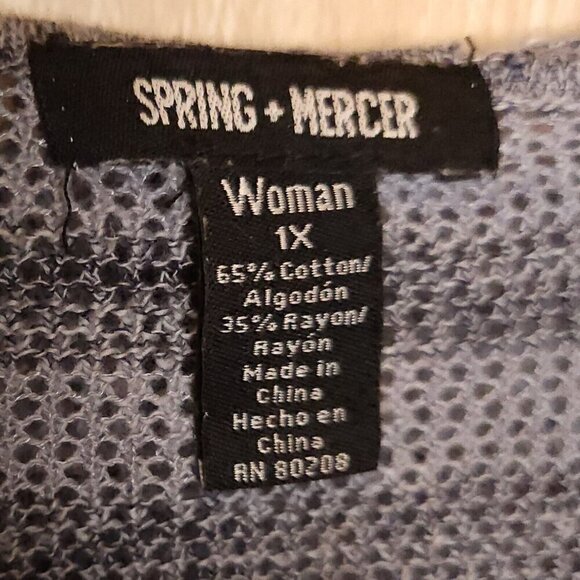 SPRING + MERCER
Woman
1X
65% Cotton/
Algodón
35% Rayon/
Rayón
Made in
China
Hecho en
China
RN 80208